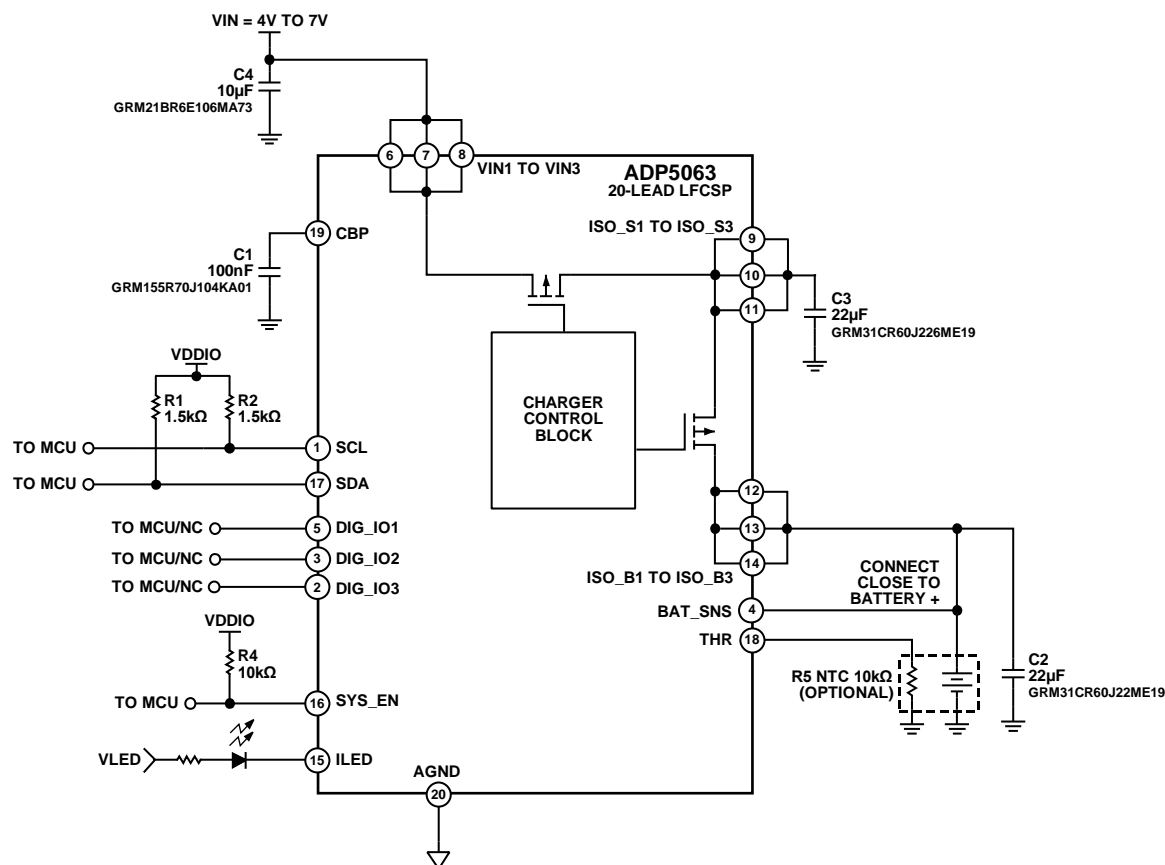 VIN = 4V TO 7V
C4
10µF
GRM21BR6E106MA73
6
7
8
VIN1 TO VIN3
ADP5063
20-LEAD LFCSP
19
CBP
C1
100nF
GRM155R70J104KA01
ISO_S1 TO ISO_S3
9
10
11
C3
22µF
GRM31CR60J226ME19
VDDIO
R1
1.5kΩ
R2
1.5kΩ
CHARGER
CONTROL
BLOCK
TO MCU
1
SCL
TO MCU
17
SDA
TO MCU/NC
5
DIG_IO1
TO MCU/NC
3
DIG_IO2
TO MCU/NC
2
DIG_IO3
12
13
14
ISO_B1 TO ISO_B3
CONNECT
CLOSE TO
BATTERY +
BAT_SNS
4
THR
18
VDDIO
R4
10kΩ
TO MCU
16
SYS_EN
R5 NTC 10kΩ
(OPTIONAL)
C2
22µF
GRM31CR60J22ME19
VLED
15
ILED
AGND
20